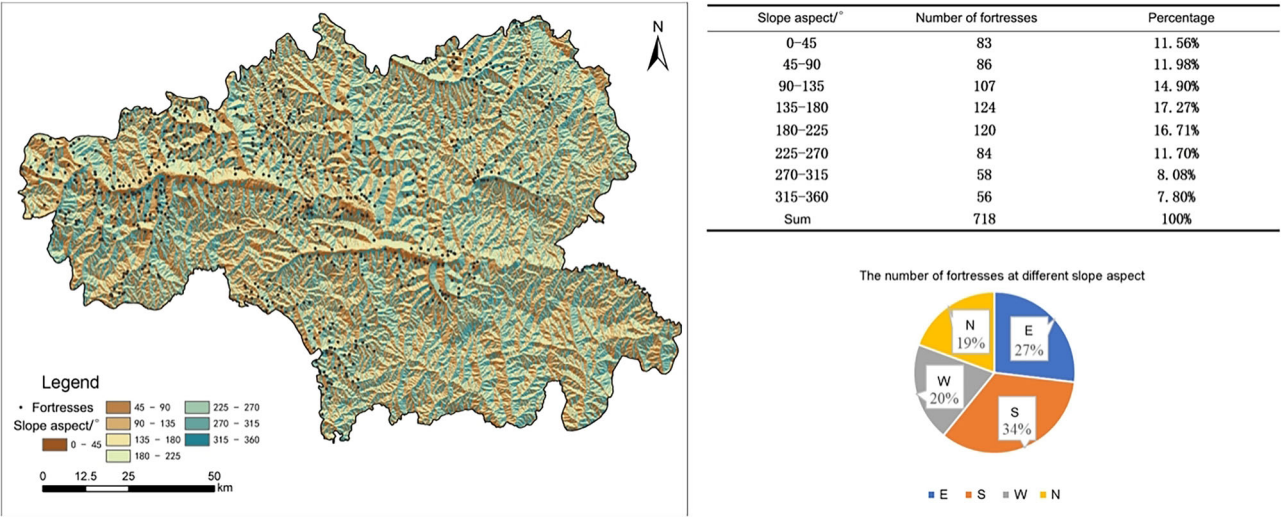 N
Legend
Fortresses
Slope aspect/°
0 - 45
45 - 90
90 - 135
135 - 180
180 - 225
225 - 270
270 - 315
315 - 360
0 12.5 25 50
km
Slope aspect/° Number of fortresses Percentage
0-45 83 11.56%
45-90 86 11.98%
90-135 107 14.90%
135-180 124 17.27%
180-225 120 16.71%
225-270 84 11.70%
270-315 58 8.08%
315-360 56 7.80%
Sum 718 100%
The number of fortresses at different slope aspect
N
19%
E
27%
W
20%
S
34%
E S W N